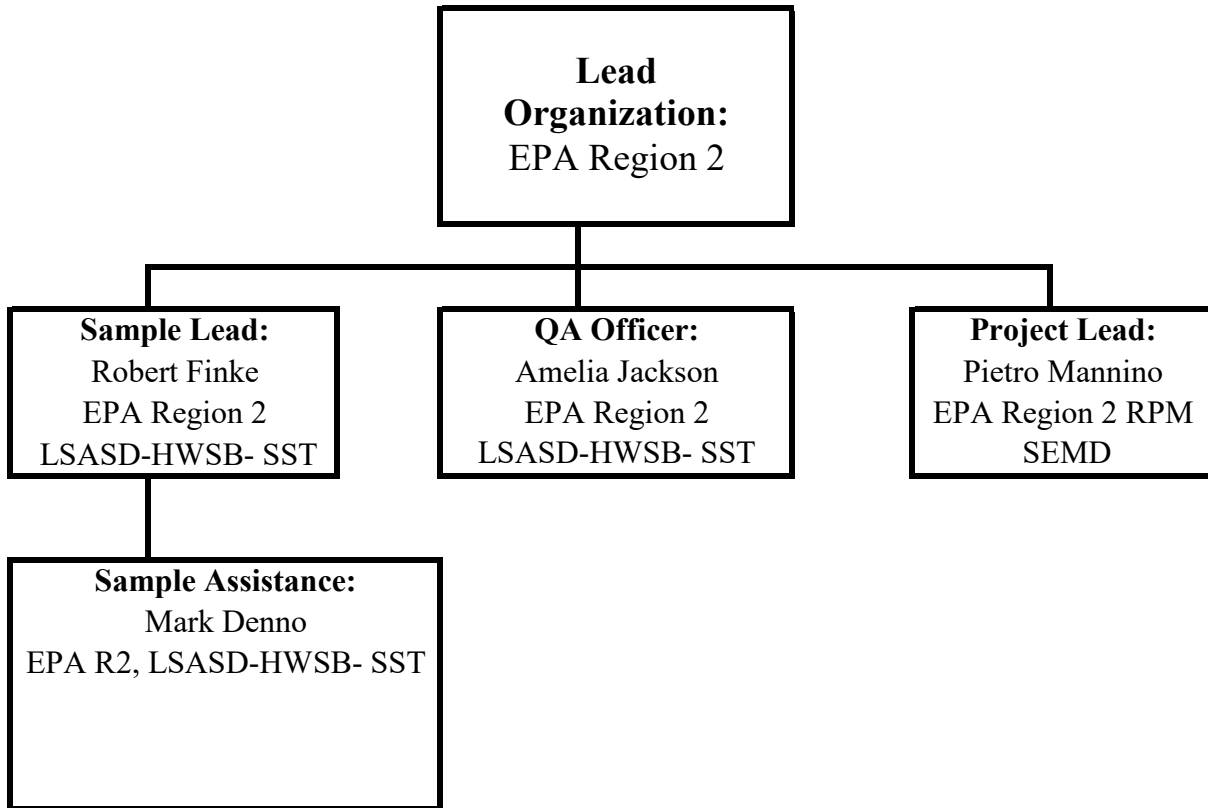 Lead
Organization:
EPA Region 2
Sample Lead:
Robert Finke
EPA Region 2
LSASD-HWSB- SST
QA Officer:
Amelia Jackson
EPA Region 2
LSASD-HWSB- SST
Project Lead:
Pietro Mannino
EPA Region 2 RPM
SEMD
Sample Assistance:
Mark Denno
EPA R2, LSASD-HWSB- SST